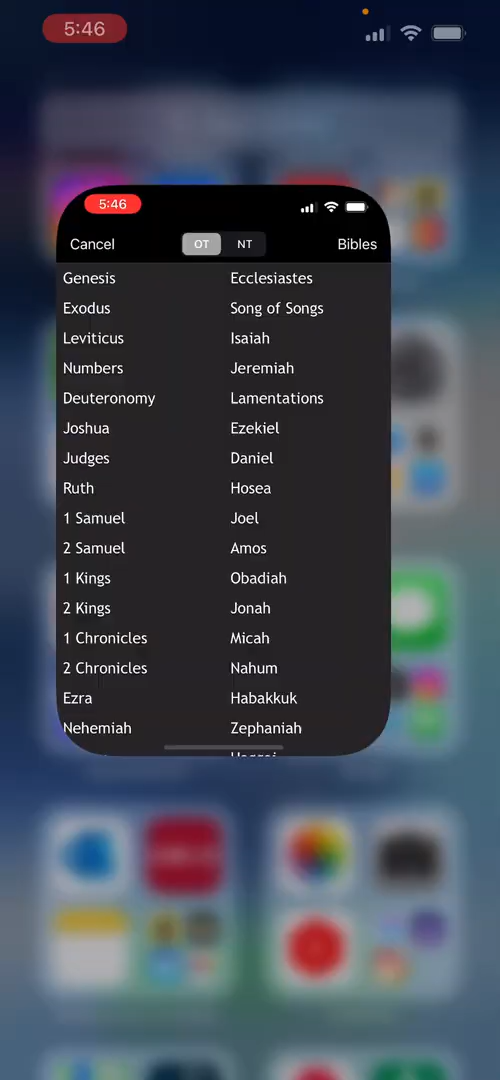 5:46
5:46
Cancel OT NT Bibles
Genesis Ecclesiastes
Exodus Song of Songs
Leviticus Isaiah
Numbers Jeremiah
Deuteronomy Lamentations
Joshua Ezekiel
Judges Daniel
Ruth Hosea
1 Samuel Joel
2 Samuel Amos
1 Kings Obadiah
2 Kings Jonah
1 Chronicles Micah
2 Chronicles Nahum
Ezra Habakkuk
Nehemiah Zephaniah